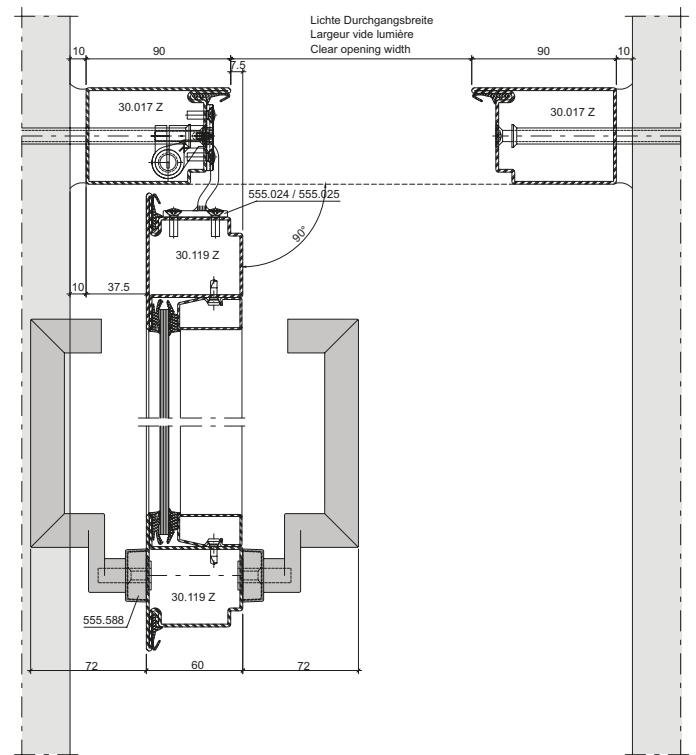 Lichte Durchgangsbreite
Largeur vide lumière
Clear opening width
10
90
7.5
90
10
30.017 Z
30.017 Z
555.024 / 555.025
90°
30.119 Z
10
37.5
30.119 Z
555.588
72
60
72